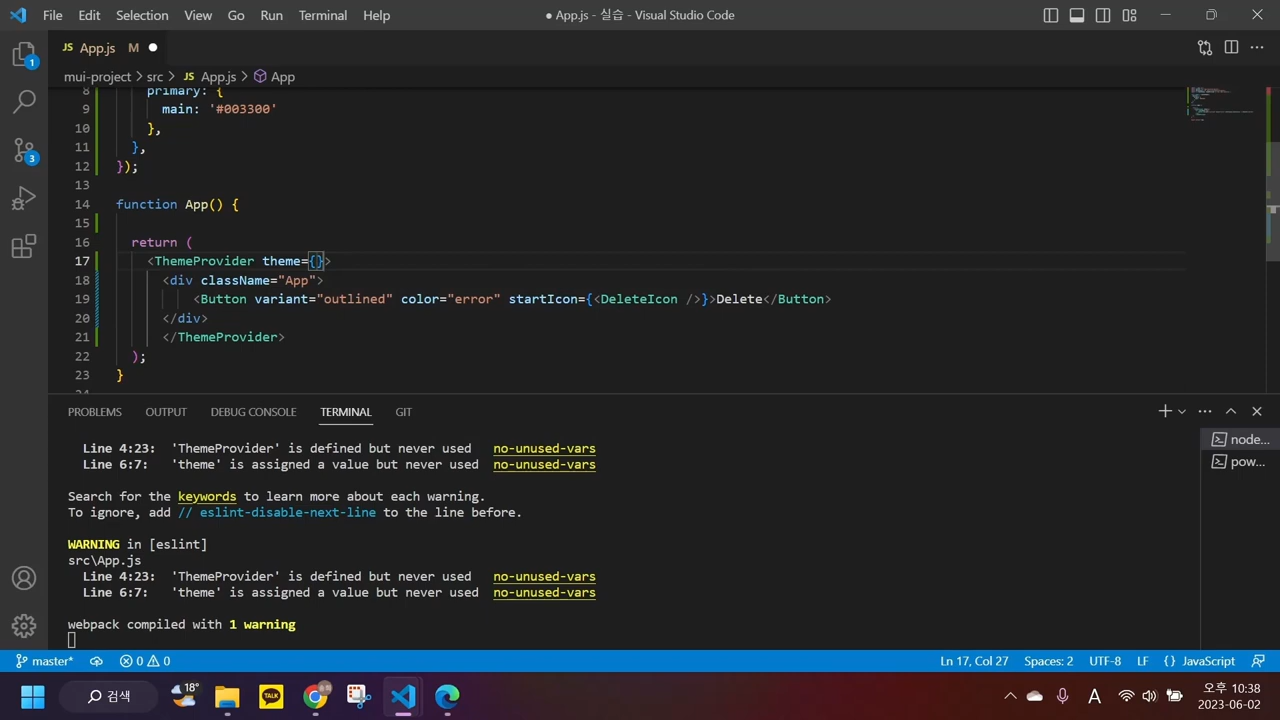 File Edit Selection View Go Run Terminal Help ● App.js - 실습 - Visual Studio Code
JS App.js M ●
mui-project > src > JS App.js > App
8 primary: {
9 main: '#003300'
10 },
11 },
12 });
13
14 function App() {
15
16 return (
17 <ThemeProvider theme={}>
18 <div className="App">
19 <Button variant="outlined" color="error" startIcon={<DeleteIcon />}>Delete</Button>
20 </div>
21 </ThemeProvider>
22 );
23 }
PROBLEMS OUTPUT DEBUG CONSOLE TERMINAL GIT
Line 4:23: 'ThemeProvider' is defined but never used no-unused-vars
Line 6:7: 'theme' is assigned a value but never used no-unused-vars
Search for the keywords to learn more about each warning.
To ignore, add // eslint-disable-next-line to the line before.
WARNING in [eslint]
src\App.js
Line 4:23: 'ThemeProvider' is defined but never used no-unused-vars
Line 6:7: 'theme' is assigned a value but never used no-unused-vars
webpack compiled with 1 warning
node...
pow...
1
3
master* 0 0 Ln 17, Col 27 Spaces: 2 UTF-8 LF {} JavaScript
검색 18° TALK A 오후 10:38
2023-06-02